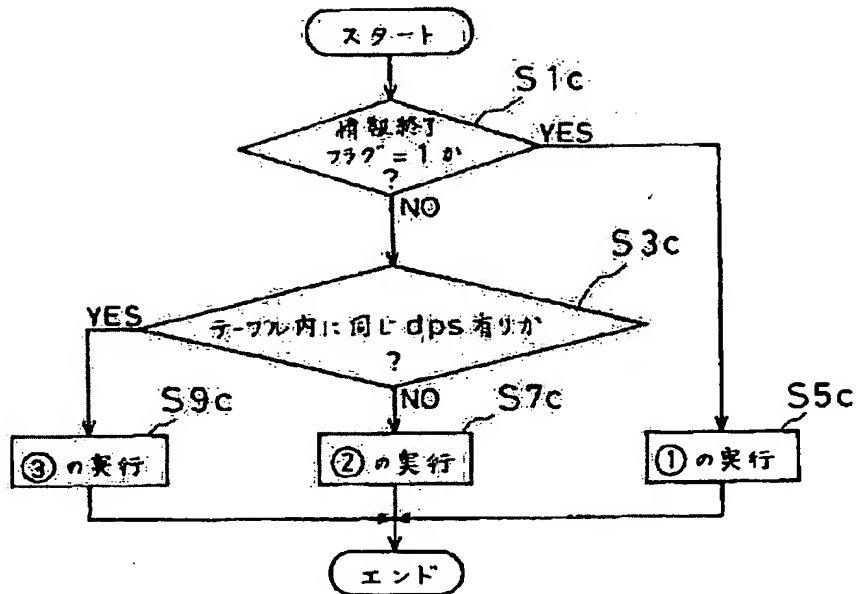 スタート
S1c
情報終了
フラグ=1か
?
YES
NO
S3c
YES
テーブル内に同じdps有りか
?
NO
S9c
S7c
S5c
③の実行
②の実行
①の実行
エンド